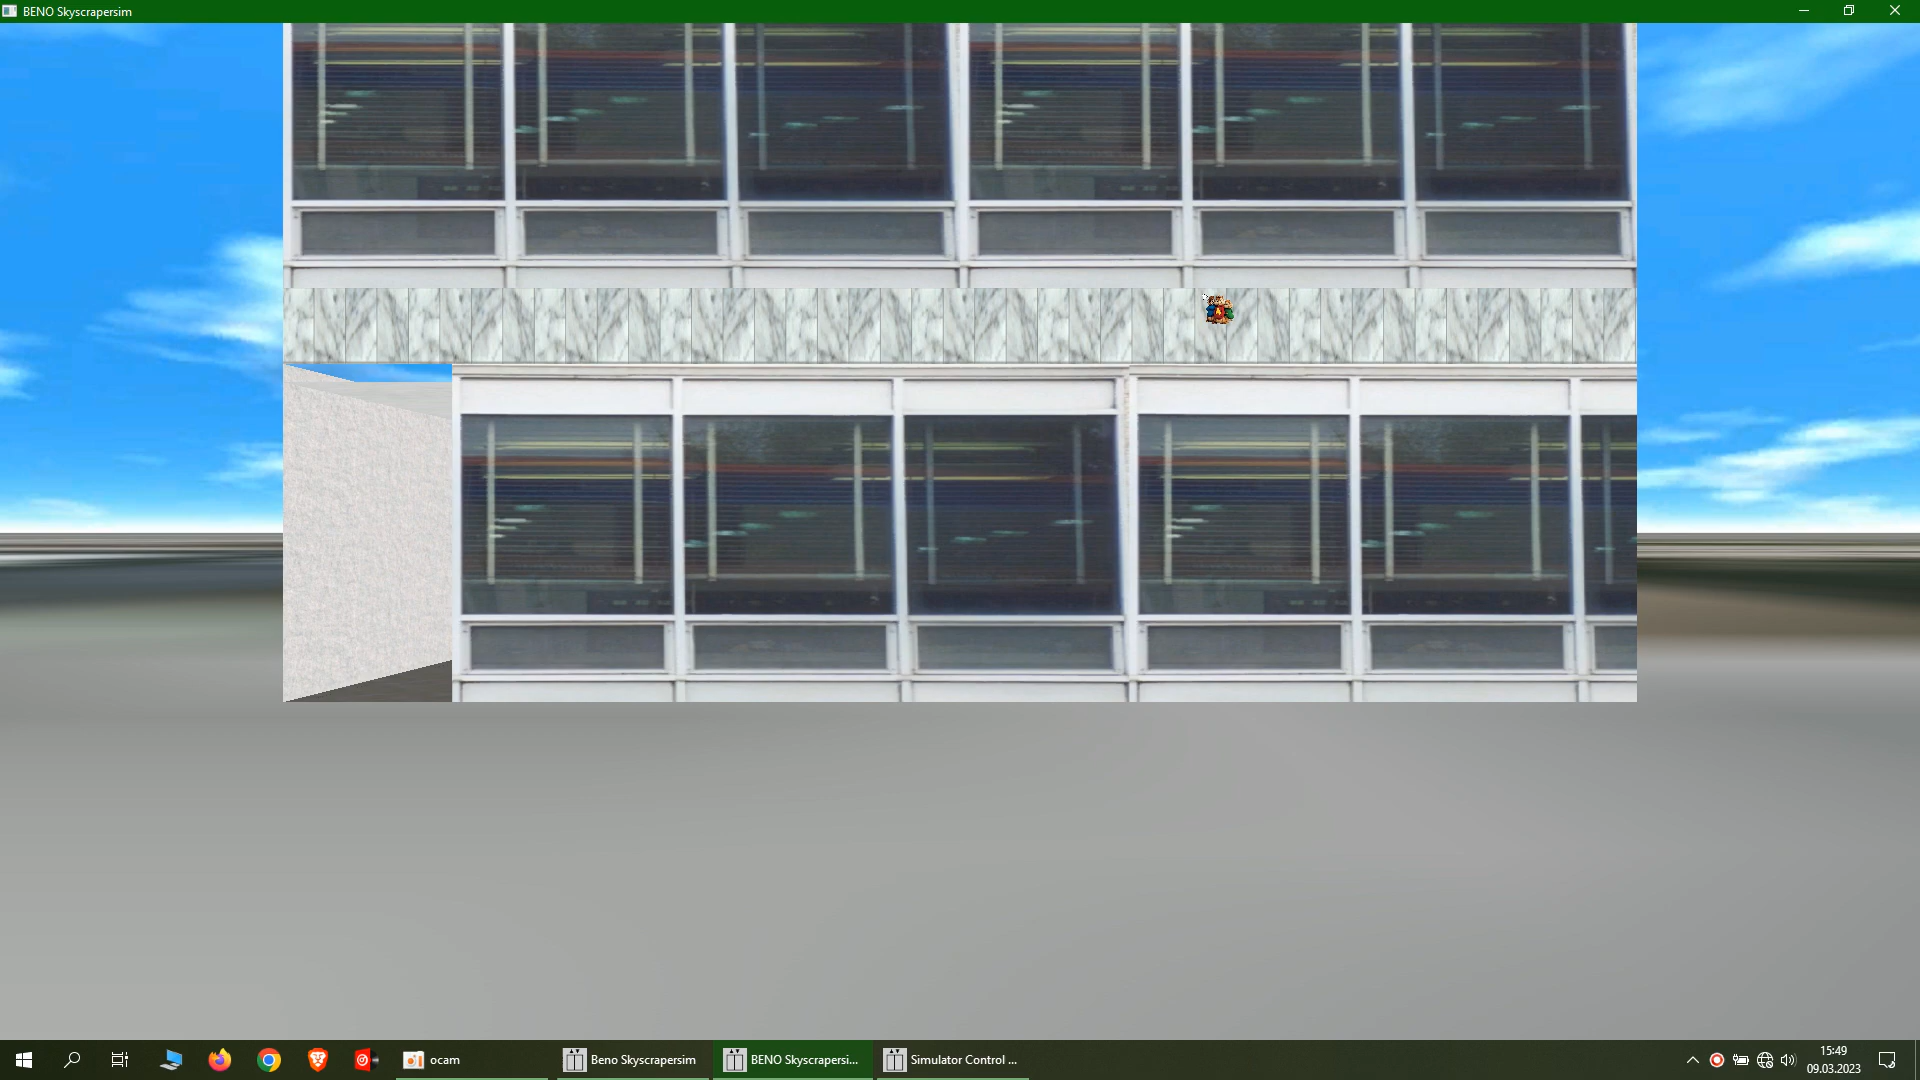 BENO Skyscrapersim
ocam
Beno Skyscrapersim
BENO Skyscrapersi...
Simulator Control ...
15:49
09.03.2023